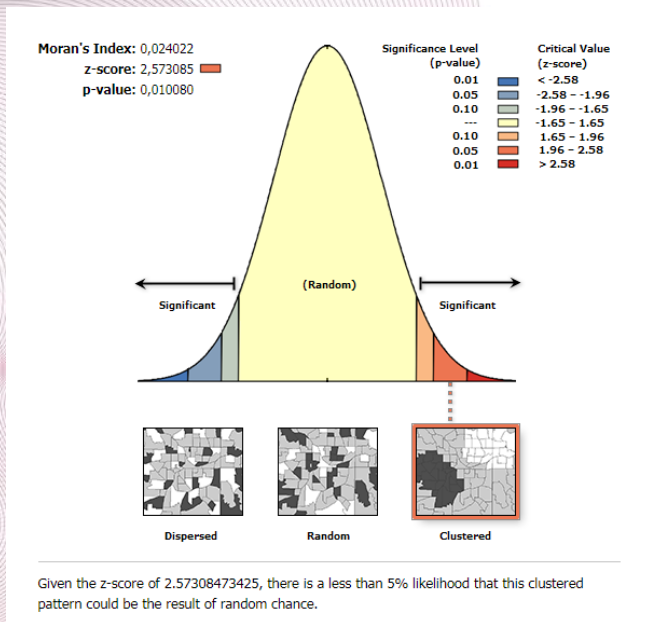 Moran's Index: 0,024022
z-score: 2,573085
p-value: 0,010080
Significance Level
(p-value)
Critical Value
(z-score)
0.01 < -2.58
0.05 -2.58 – -1.96
0.10 -1.96 – -1.65
--- -1.65 – 1.65
0.10 1.65 – 1.96
0.05 1.96 – 2.58
0.01 > 2.58
Significant
(Random)
Significant
Dispersed
Random
Clustered
Given the z-score of 2.57308473425, there is a less than 5% likelihood that this clustered
pattern could be the result of random chance.